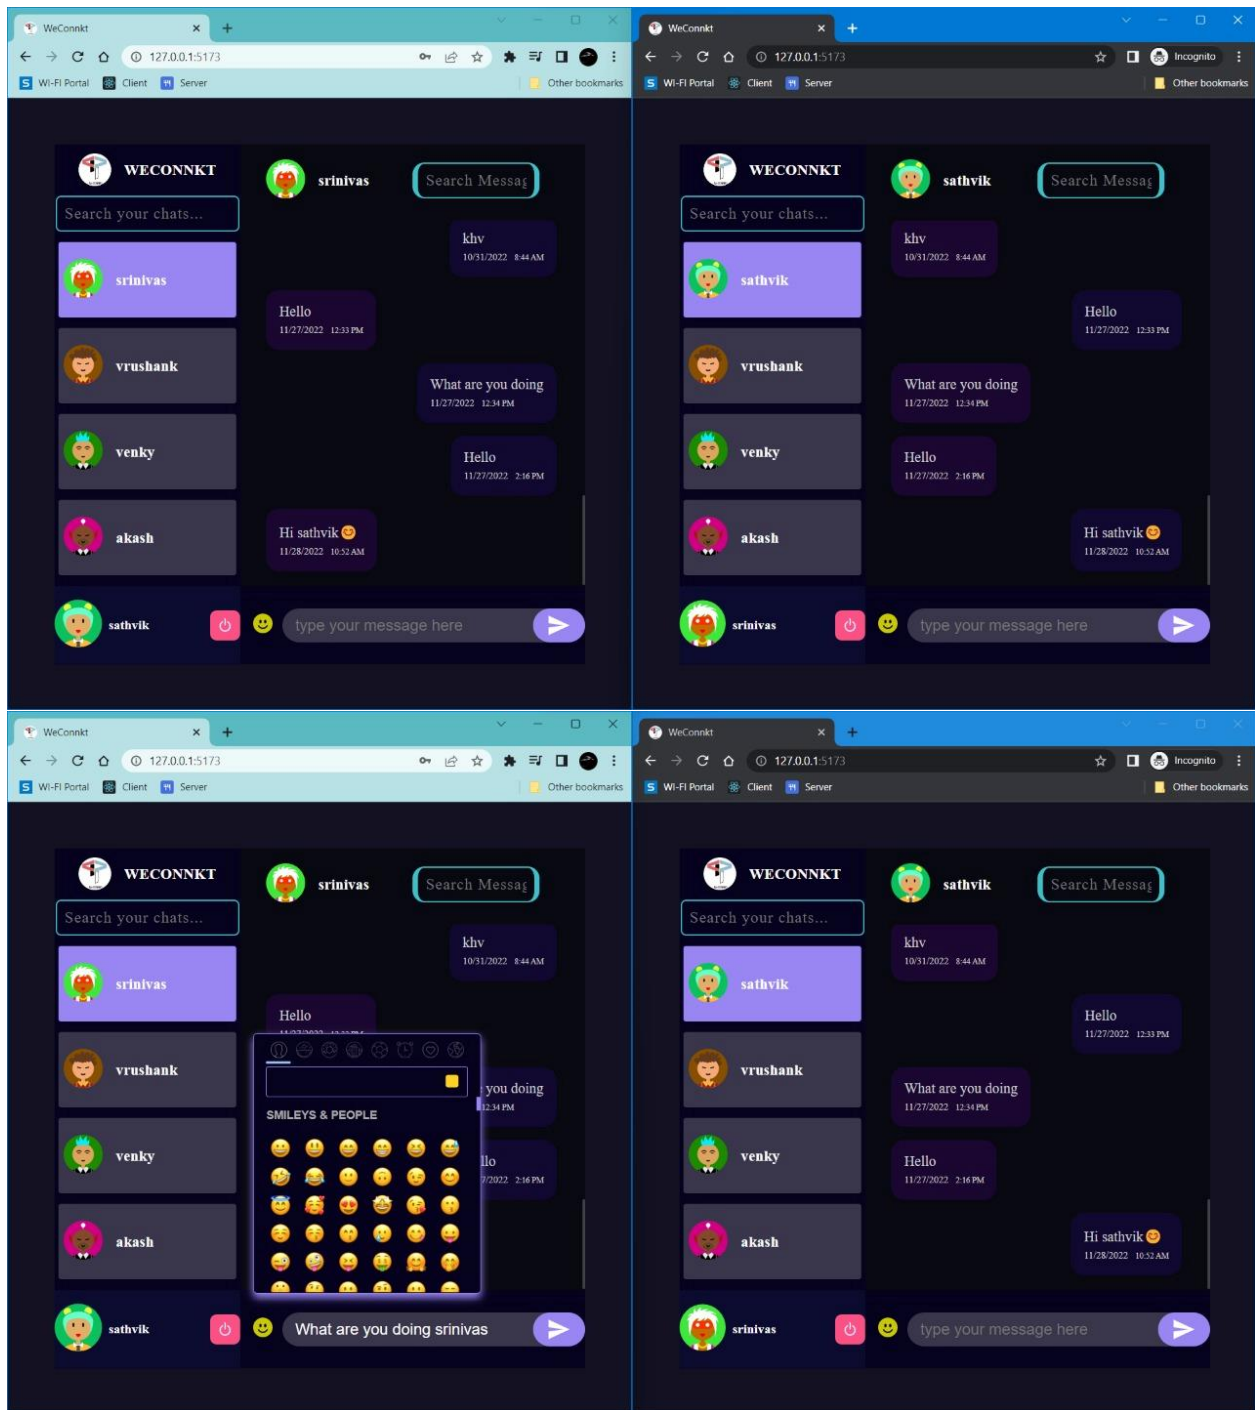 WeConnkt
127.0.0.1:5173
WI-FI Portal Client Server Other bookmarks
WECONNKT
srinivas
Search Messag
Search your chats...
srinivas
vrushank
venky
akash
khv
10/31/2022 8:44 AM
Hello
11/27/2022 12:33 PM
What are you doing
11/27/2022 12:34 PM
Hello
11/27/2022 2:16 PM
Hi sathvik😊
11/28/2022 10:52 AM
sathvik
type your message here
WeConnkt
127.0.0.1:5173 Incognito
WI-FI Portal Client Server Other bookmarks
WECONNKT
sathvik
Search Messag
Search your chats...
sathvik
vrushank
venky
akash
khv
10/31/2022 8:44 AM
Hello
11/27/2022 12:33 PM
What are you doing
11/27/2022 12:34 PM
Hello
11/27/2022 2:16 PM
Hi sathvik😊
11/28/2022 10:52 AM
srinivas
type your message here
WeConnkt
127.0.0.1:5173
WI-FI Portal Client Server Other bookmarks
WECONNKT
srinivas
Search Messag
Search your chats...
srinivas
vrushank
venky
akash
khv
10/31/2022 8:44 AM
Hello
you doing
12:34 PM
llo
7/2022 2:16 PM
SMILEYS & PEOPLE
sathvik
What are you doing srinivas
WeConnkt
127.0.0.1:5173 Incognito
WI-FI Portal Client Server Other bookmarks
WECONNKT
sathvik
Search Messag
Search your chats...
sathvik
vrushank
venky
akash
khv
10/31/2022 8:44 AM
Hello
11/27/2022 12:33 PM
What are you doing
11/27/2022 12:34 PM
Hello
11/27/2022 2:16 PM
Hi sathvik😊
11/28/2022 10:52 AM
srinivas
type your message here